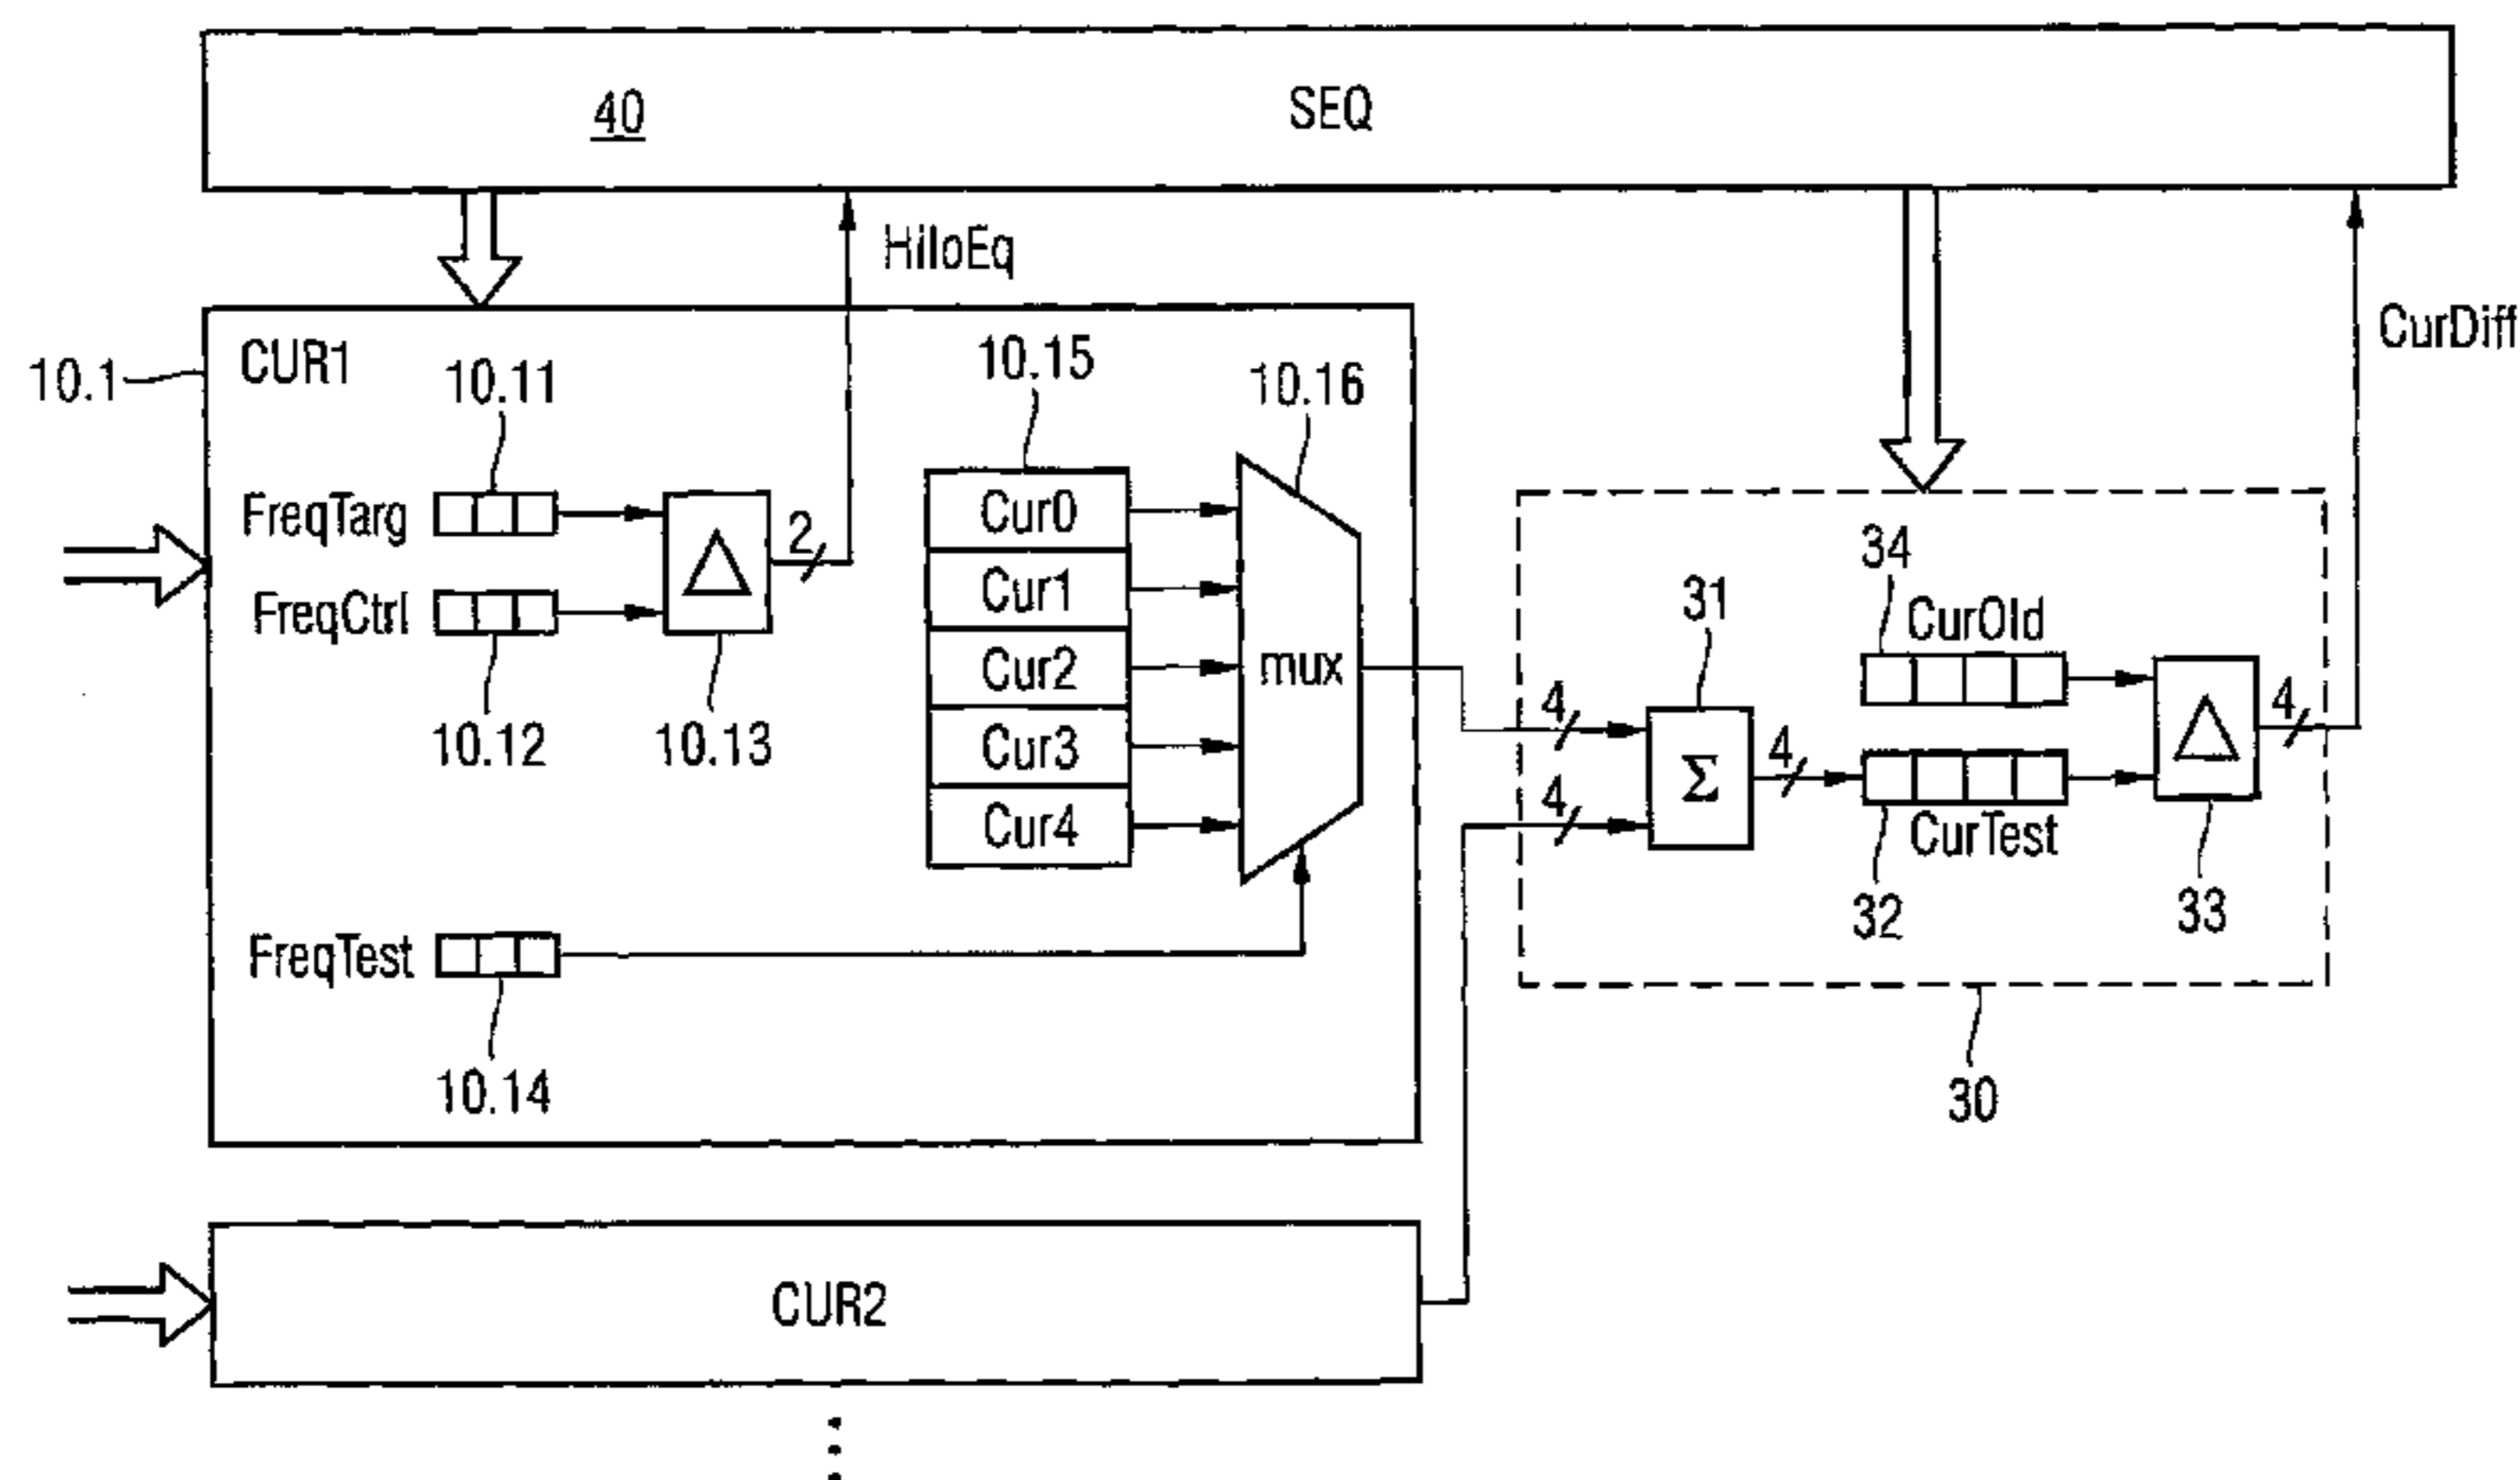 40
SEQ
HiloEq
CurDiff
10.1
CUR1
10.11
10.15
10.16
FreqTarg
2
FreqCtrl
10.12
10.13
Cur0
Cur1
Cur2
Cur3
Cur4
mux
FreqTest
10.14
34
CurOld
31
4
4
Σ
4
4
CurTest
32
33
30
CUR2